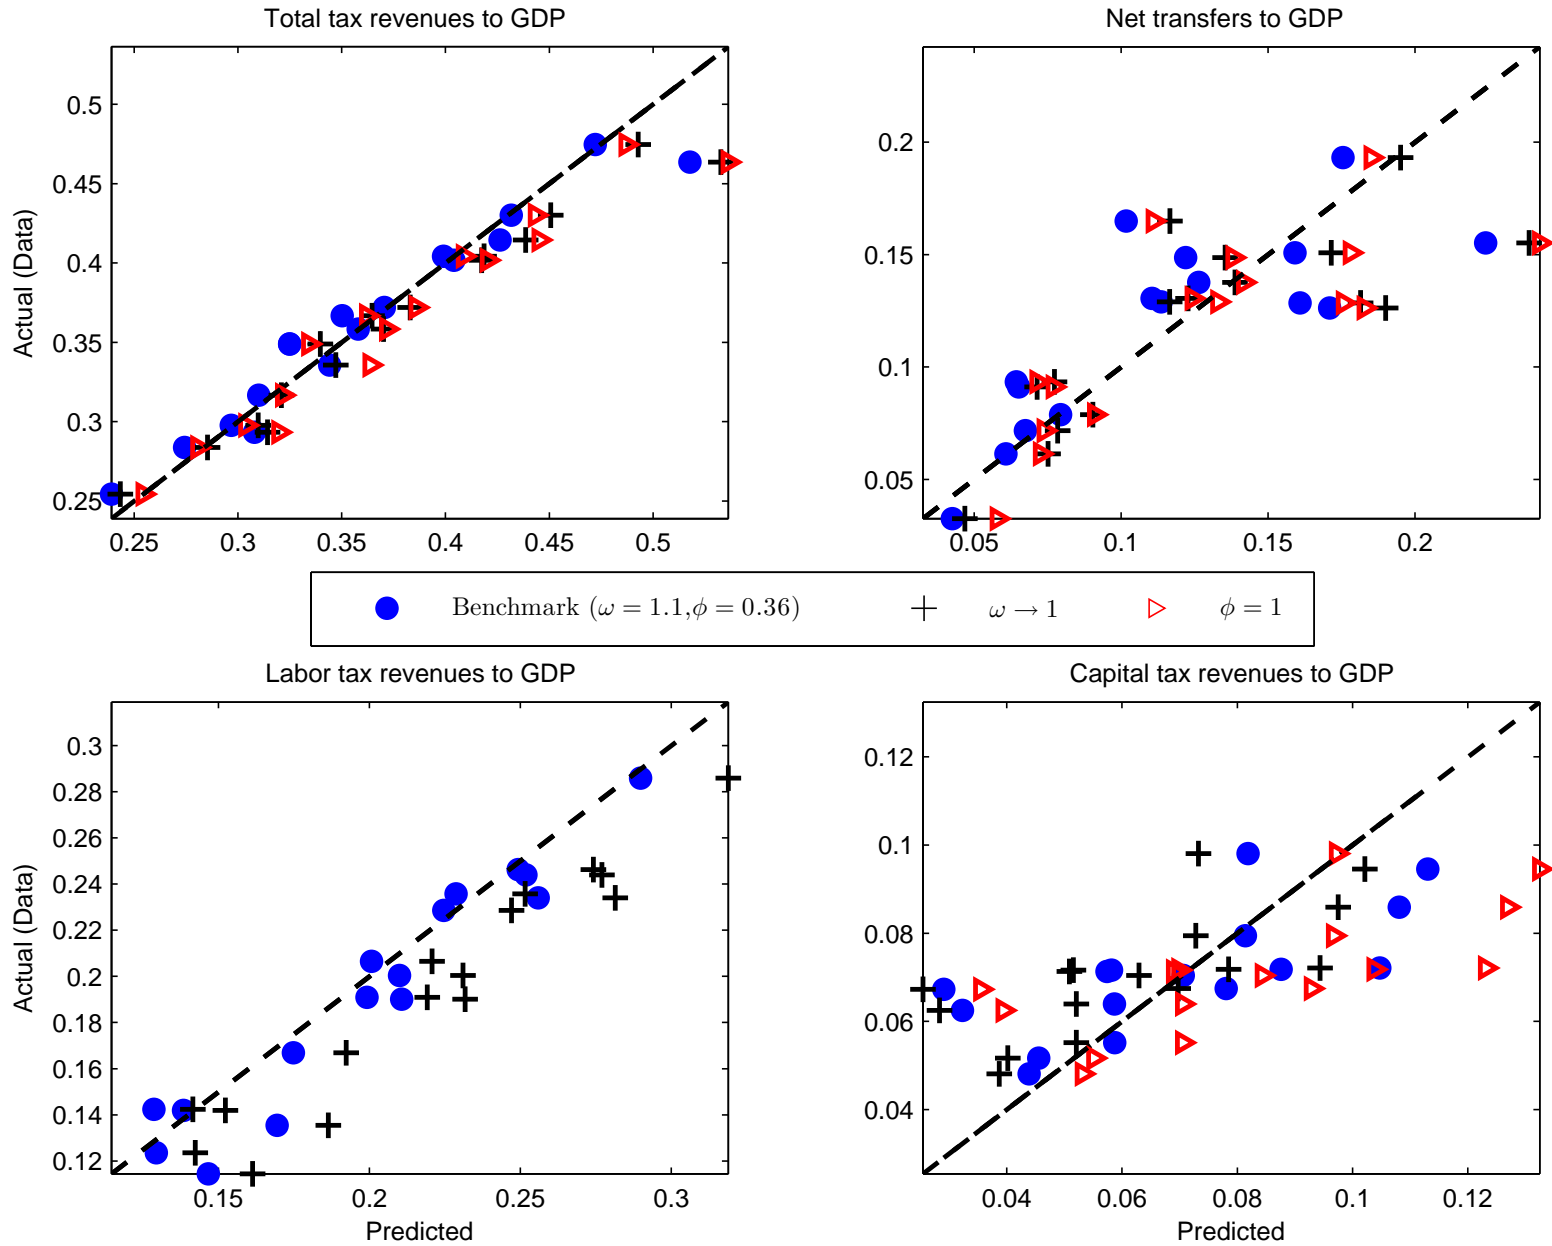 Total tax revenues to GDP
Net transfers to GDP
Actual (Data)
0.5
0.45
0.4
0.35
0.3
0.25
0.25 0.3 0.35 0.4 0.45 0.5
0.2
0.15
0.1
0.05
0.05 0.1 0.15 0.2
Benchmark (ω = 1.1,ϕ = 0.36) ω → 1 ϕ = 1
Labor tax revenues to GDP
Capital tax revenues to GDP
Actual (Data)
0.3
0.28
0.26
0.24
0.22
0.2
0.18
0.16
0.14
0.12
0.15 0.2 0.25 0.3
Predicted
0.12
0.1
0.08
0.06
0.04
0.04 0.06 0.08 0.1 0.12
Predicted